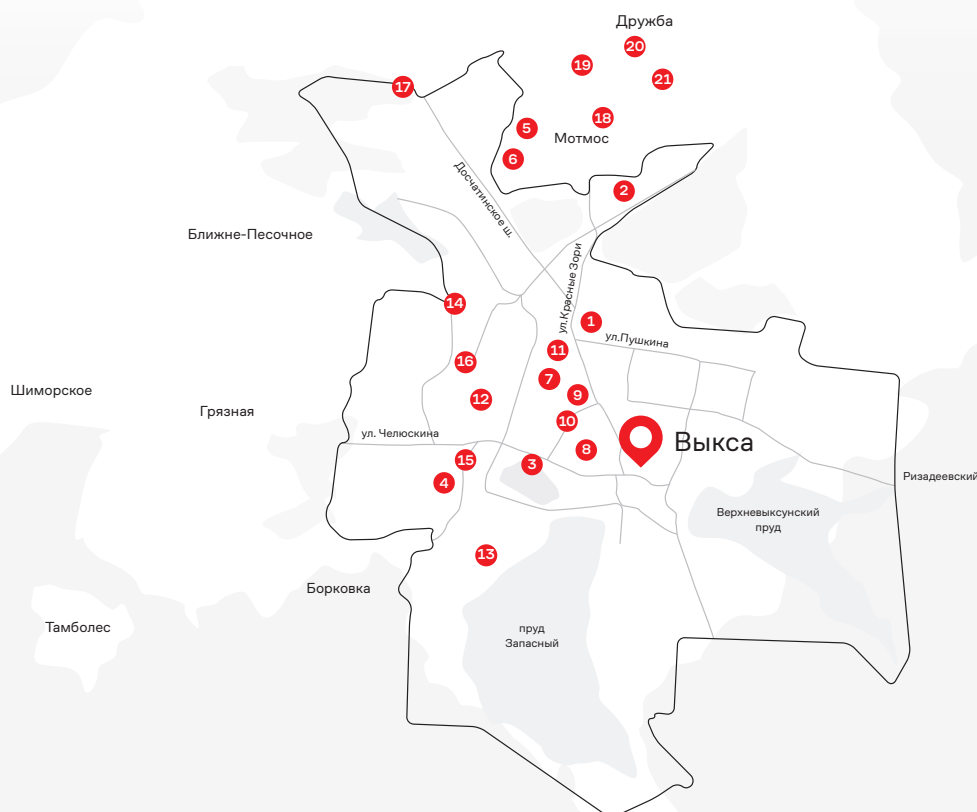 Дружба
20
19
21
17
18
5
Мотмос
6
2
Досчатинское ш.
Ближне-Песочное
ул.Красные Зори
14
1
ул.Пушкина
11
16
7
Шиморское
9
12
Грязная
10
ул. Челюскина
Выкса
8
15
3
4
Ризадеевский
Верхневыксунский
пруд
13
Борковка
Тамболес
пруд
Запасный